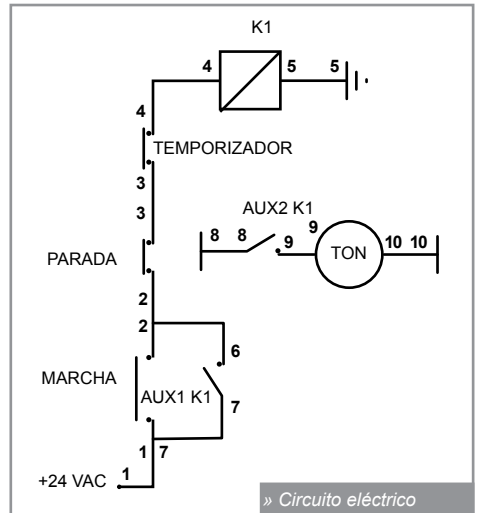 K1
4 5 5
4
TEMPORIZADOR
3
3
AUX2 K1
8 8 9 9 TON 10 10
PARADA
2
2
6
MARCHA
AUX1 K1
7
1 7
+24 VAC 1
» Circuito eléctrico